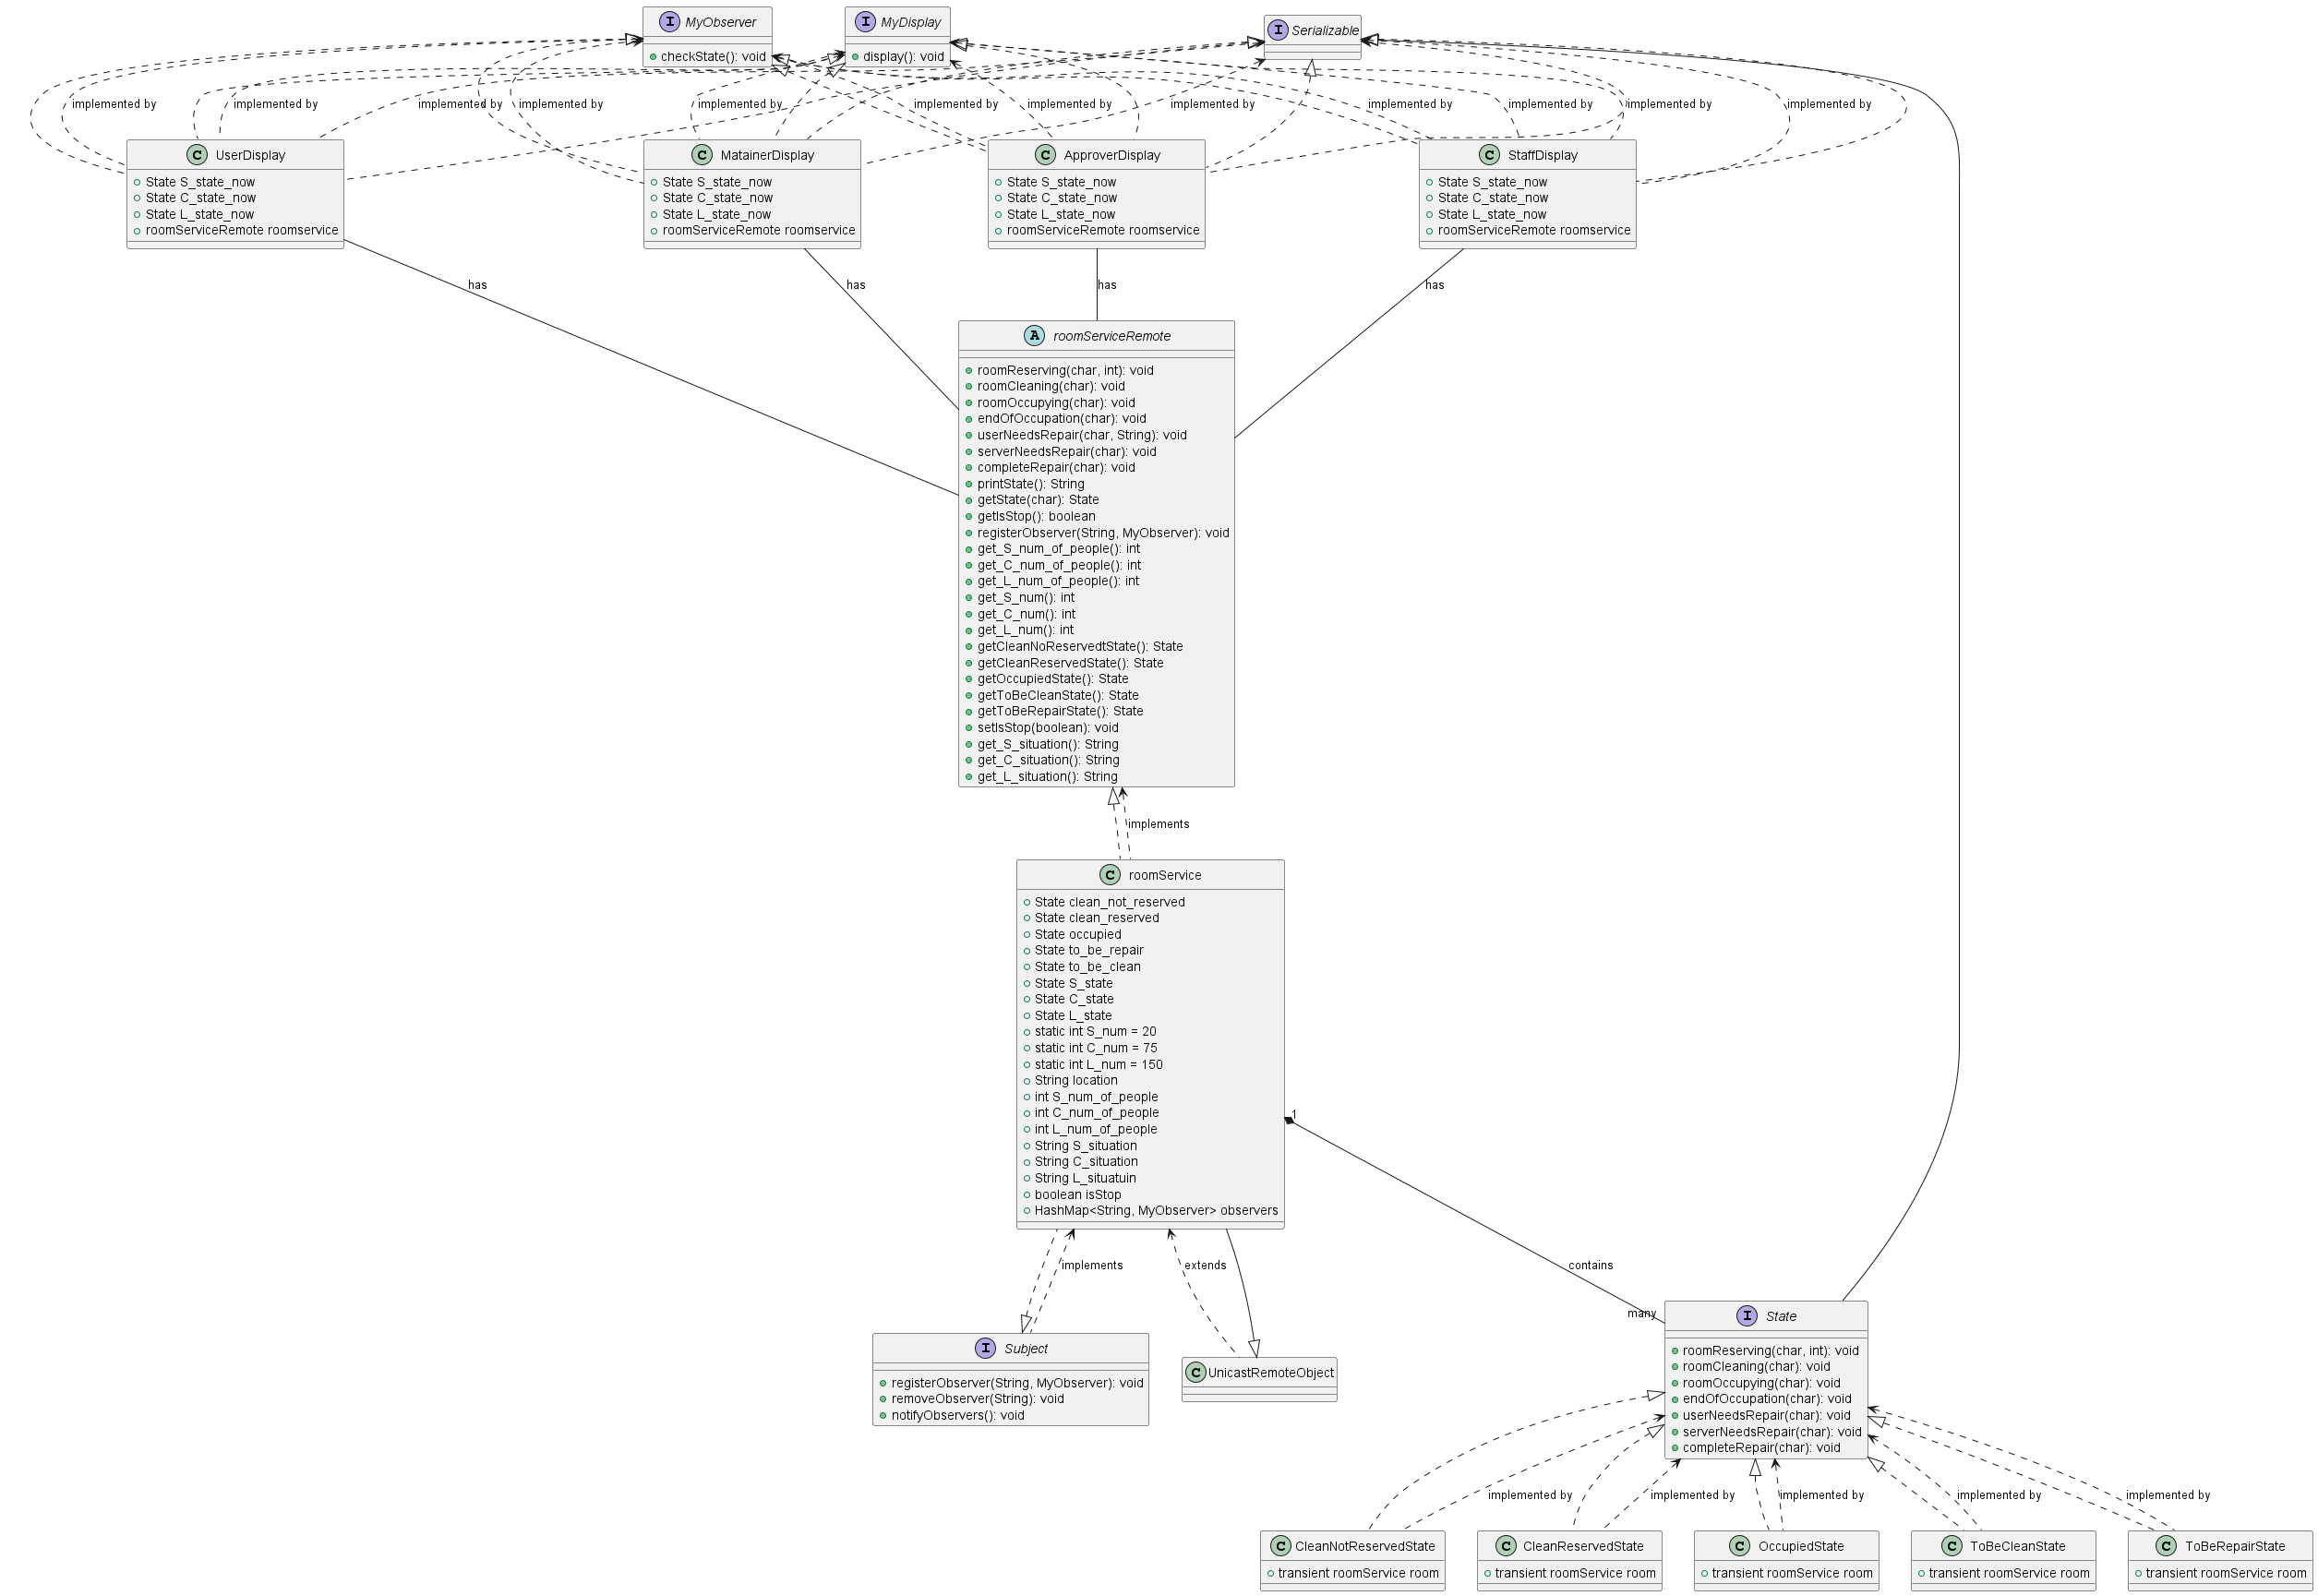 I MyObserver
checkState(): void
I MyDisplay
display(): void
I Serializable
implemented by
implemented by
implemented by
implemented by
implemented by
implemented by
implemented by
implemented by
implemented by
implemented by
implemented by
C UserDisplay
State S_state_now
State C_state_now
State L_state_now
roomServiceRemote roomservice
C MatainerDisplay
State S_state_now
State C_state_now
State L_state_now
roomServiceRemote roomservice
C ApproverDisplay
State S_state_now
State C_state_now
State L_state_now
roomServiceRemote roomservice
C StaffDisplay
State S_state_now
State C_state_now
State L_state_now
roomServiceRemote roomservice
has
has
has
has
A roomServiceRemote
roomReserving(char, int): void
roomCleaning(char): void
roomOccupying(char): void
endOfOccupation(char): void
userNeedsRepair(char, String): void
serverNeedsRepair(char): void
completeRepair(char): void
printState(): String
getState(char): State
getIsStop(): boolean
registerObserver(String, MyObserver): void
get_S_num_of_people(): int
get_C_num_of_people(): int
get_L_num_of_people(): int
get_S_num(): int
get_C_num(): int
get_L_num(): int
getCleanNoReservedtState(): State
getCleanReservedState(): State
getOccupiedState(): State
getToBeCleanState(): State
getToBeRepairState(): State
setIsStop(boolean): void
get_S_situation(): String
get_C_situation(): String
get_L_situation(): String
implements
C roomService
State clean_not_reserved
State clean_reserved
State occupied
State to_be_repair
State to_be_clean
State S_state
State C_state
State L_state
static int S_num = 20
static int C_num = 75
static int L_num = 150
String location
int S_num_of_people
int C_num_of_people
int L_num_of_people
String S_situation
String C_situation
String L_situatuin
boolean isStop
HashMap<String, MyObserver> observers
1
contains
many
implements
extends
I Subject
registerObserver(String, MyObserver): void
removeObserver(String): void
notifyObservers(): void
C UnicastRemoteObject
I State
roomReserving(char, int): void
roomCleaning(char): void
roomOccupying(char): void
endOfOccupation(char): void
userNeedsRepair(char): void
serverNeedsRepair(char): void
completeRepair(char): void
implemented by
implemented by
implemented by
implemented by
implemented by
C CleanNotReservedState
transient roomService room
C CleanReservedState
transient roomService room
C OccupiedState
transient roomService room
C ToBeCleanState
transient roomService room
C ToBeRepairState
transient roomService room